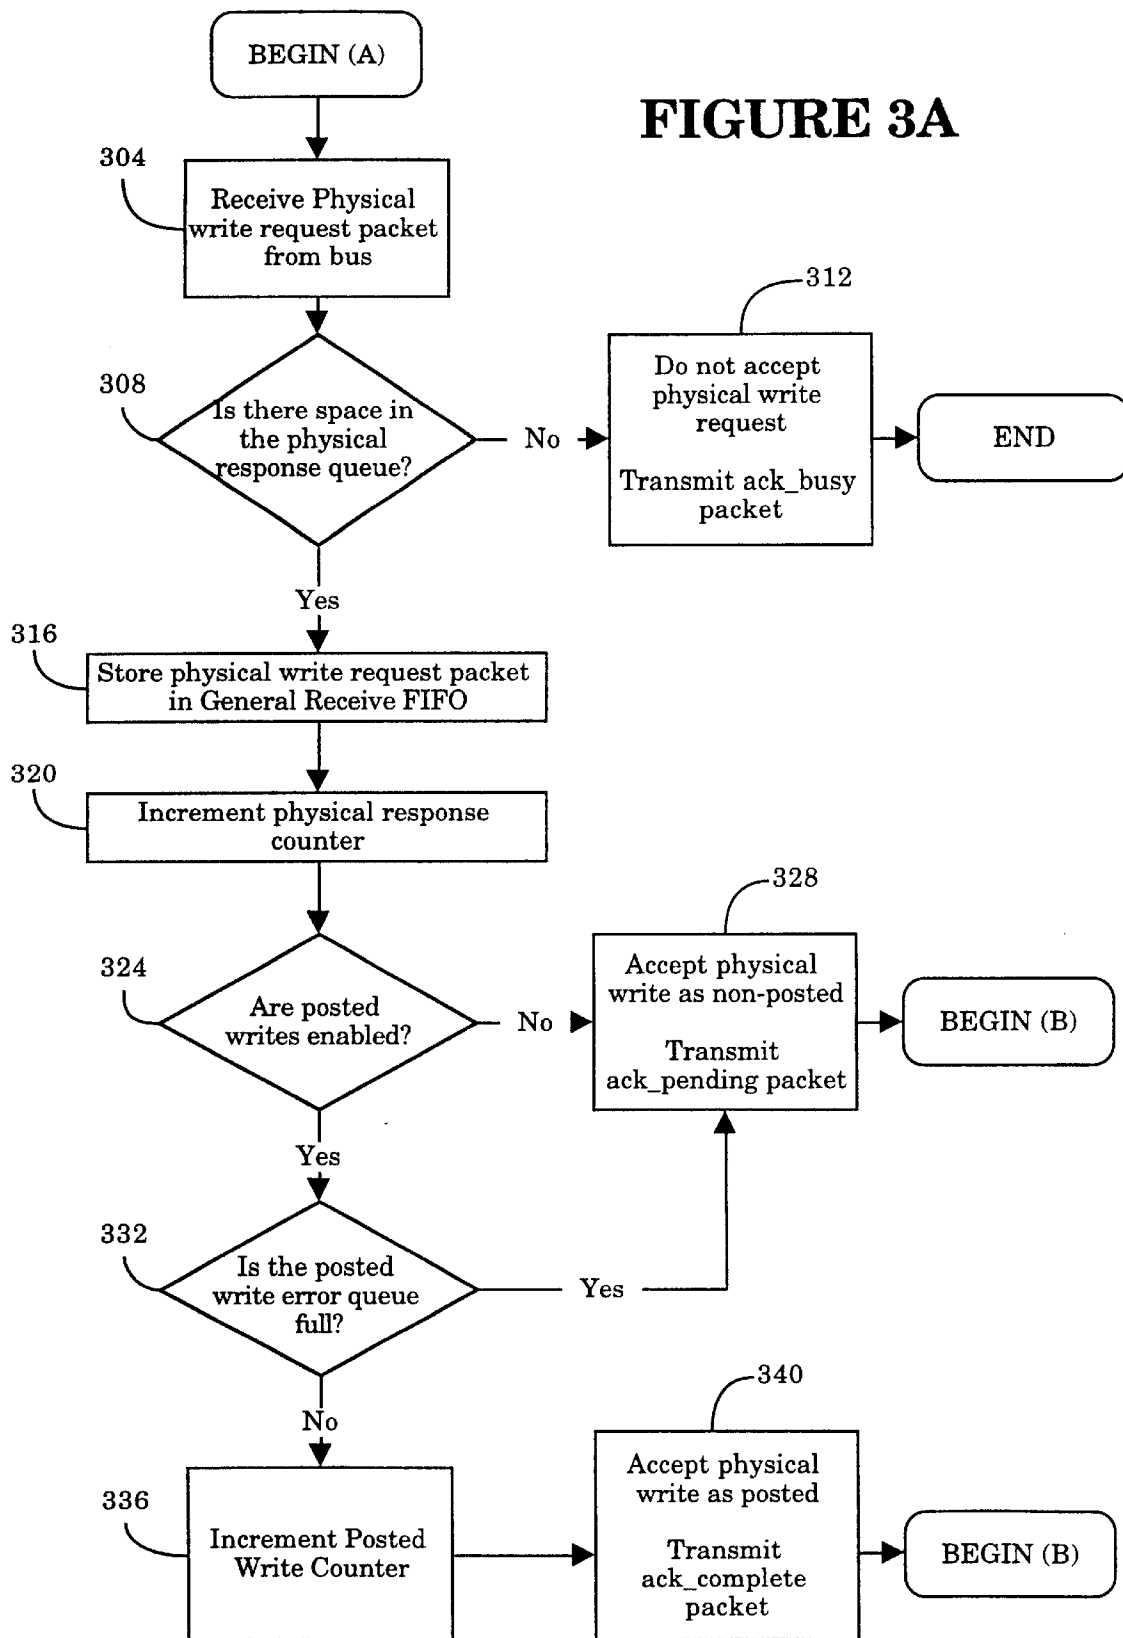 BEGIN (A)
FIGURE 3A
304
Receive Physical
write request packet
from bus
312
308
Is there space in
the physical
response queue?
No
Do not accept
physical write
request
Transmit ack_busy
packet
END
Yes
316
Store physical write request packet
in General Receive FIFO
320
Increment physical response
counter
328
324
Are posted
writes enabled?
No
Accept physical
write as non-posted
Transmit
ack_pending packet
BEGIN (B)
Yes
332
Is the posted
write error queue
full?
Yes
No
340
336
Increment Posted
Write Counter
Accept physical
write as posted
Transmit
ack_complete
packet
BEGIN (B)